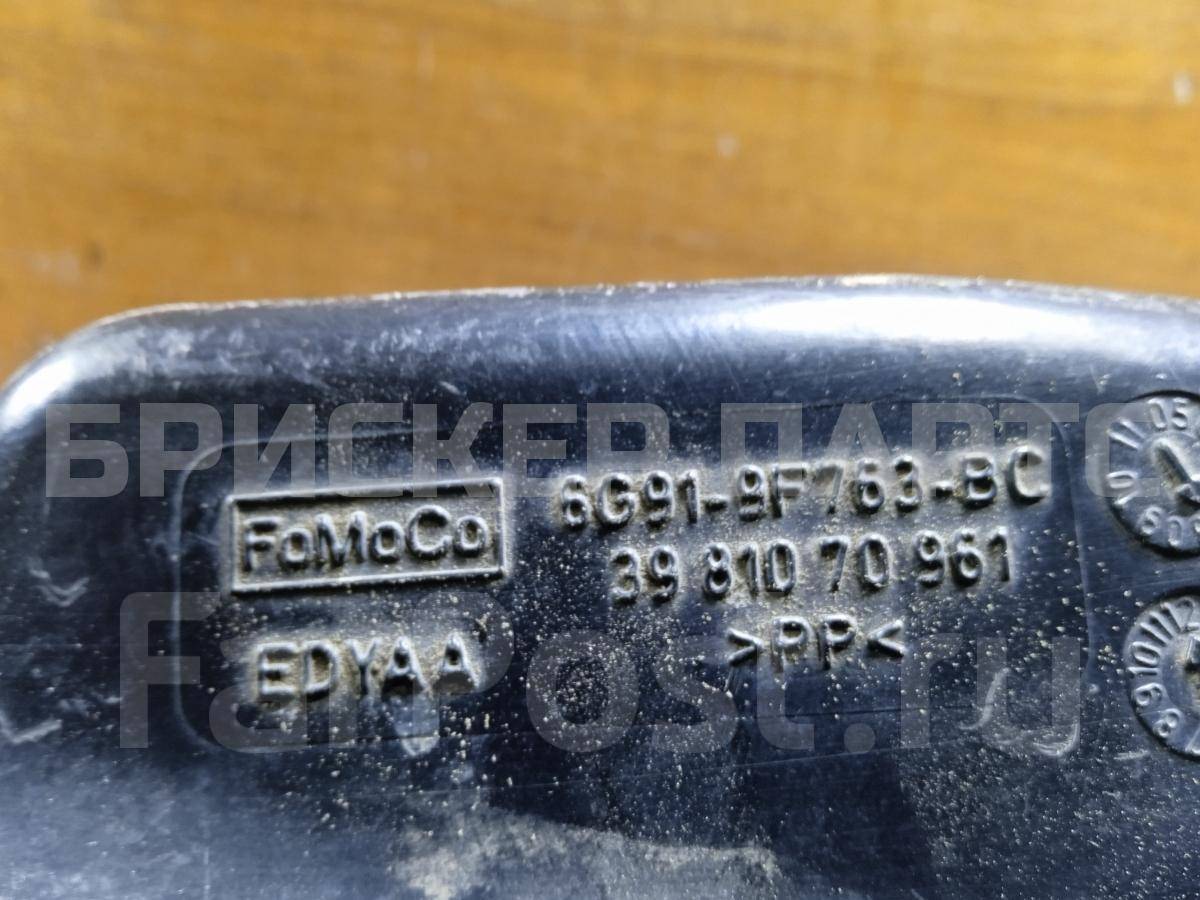 БРИСКЕР ПАРТС
FoMoCo
6G91-9F763-BC
39 810 70 961
EDYAA
>PP<
FarPost.ru